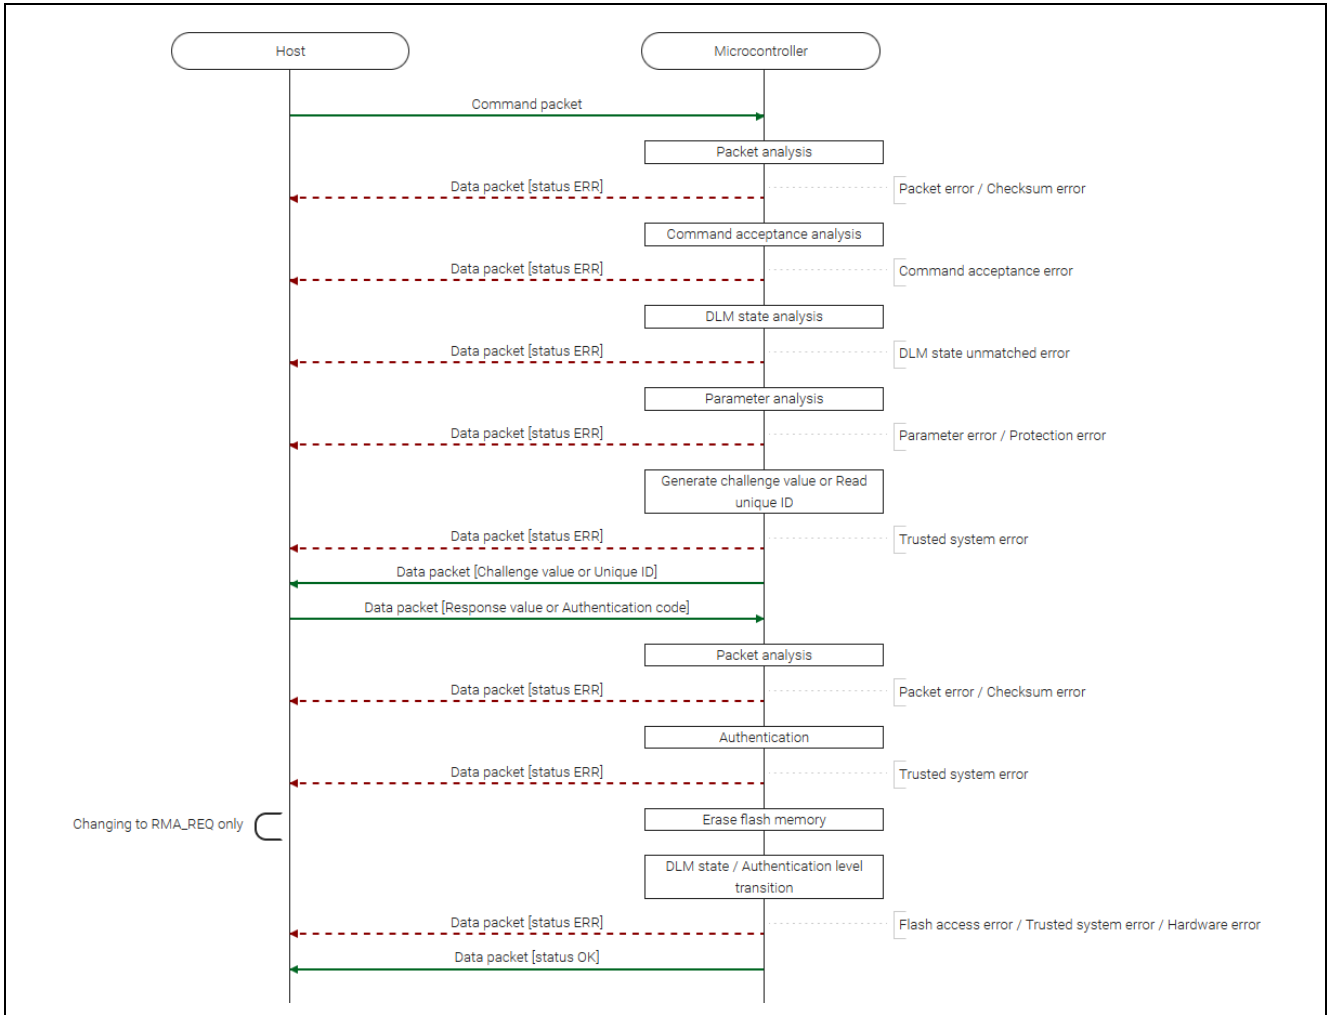 Host
Microcontroller
Command packet
Packet analysis
Data packet [status ERR]
Packet error / Checksum error
Command acceptance analysis
Data packet [status ERR]
Command acceptance error
DLM state analysis
Data packet [status ERR]
DLM state unmatched error
Parameter analysis
Data packet [status ERR]
Parameter error / Protection error
Generate challenge value or Read
unique ID
Data packet [status ERR]
Trusted system error
Data packet [Challenge value or Unique ID]
Data packet [Response value or Authentication code]
Packet analysis
Data packet [status ERR]
Packet error / Checksum error
Authentication
Data packet [status ERR]
Trusted system error
Changing to RMA_REQ only
Erase flash memory
DLM state / Authentication level
transition
Data packet [status ERR]
Flash access error / Trusted system error / Hardware error
Data packet [status OK]